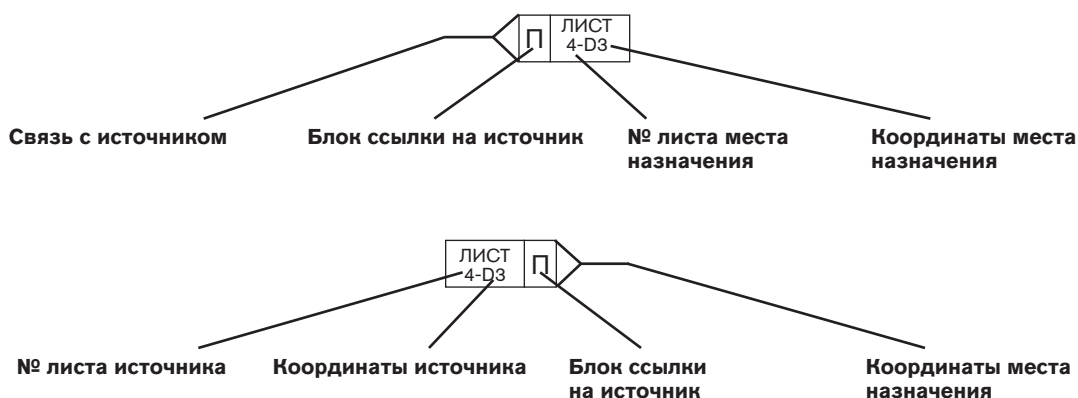 П ЛИСТ
4-D3
Связь с источником Блок ссылки на источник № листа места Координаты места
назначения назначения
ЛИСТ П
4-D3
№ листа источника Координаты источника Блок ссылки Координаты места
на источник назначения